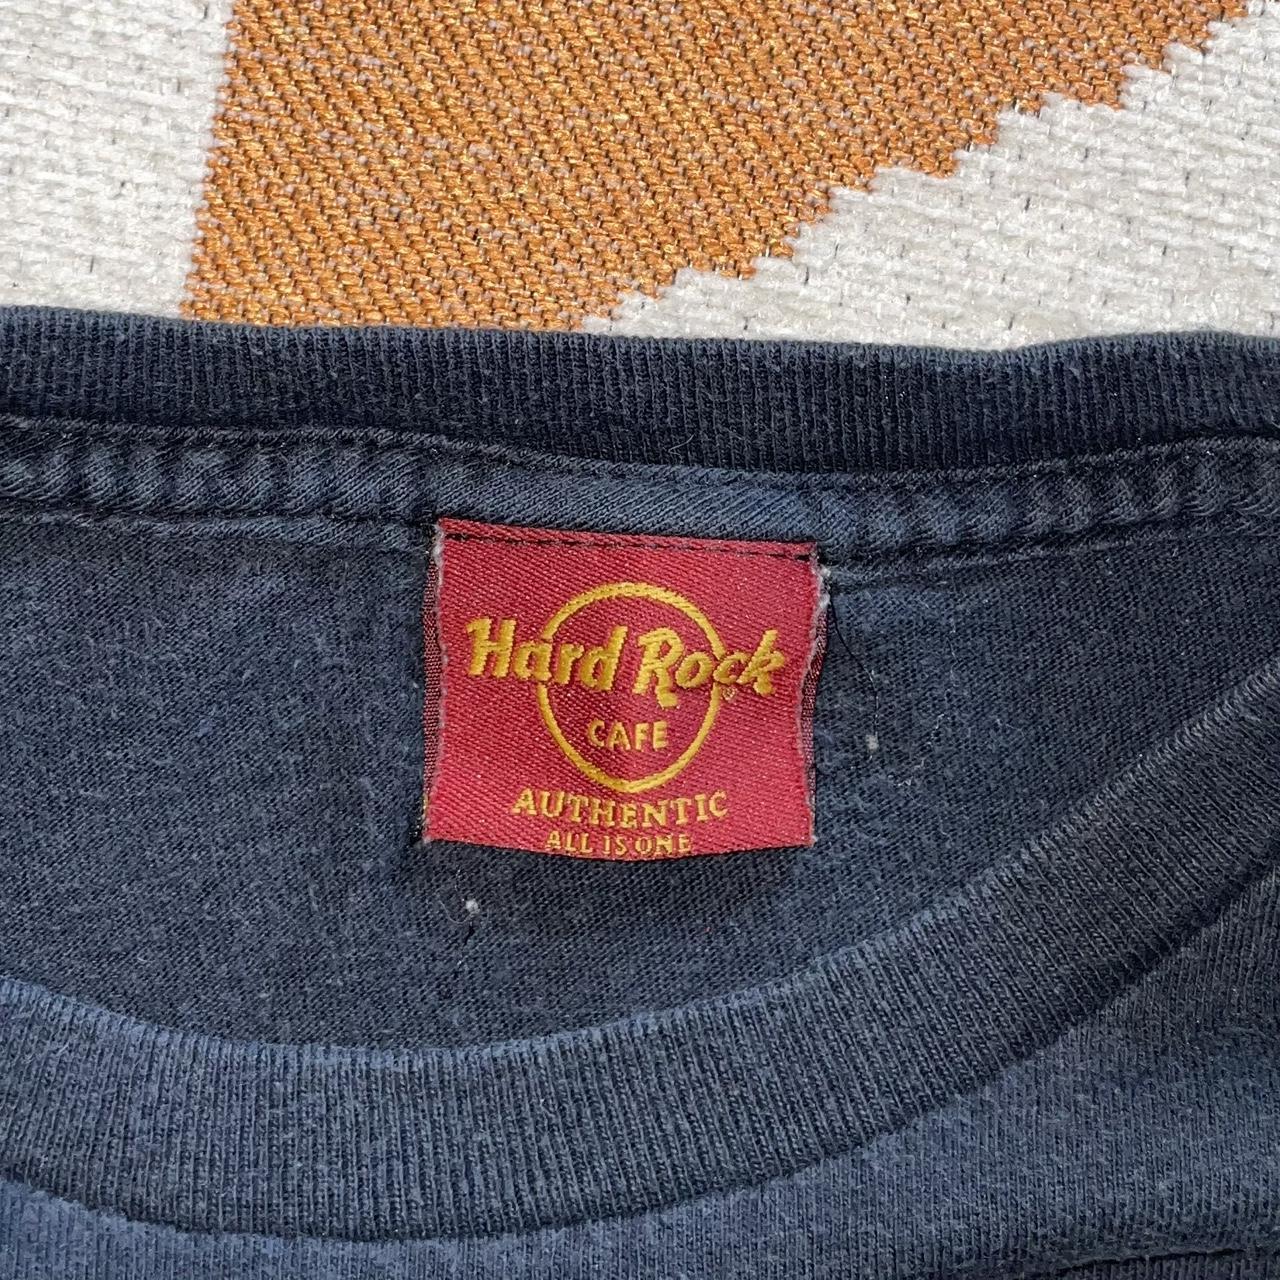 Hard Rock
CAFE
AUTHENTIC
ALL IS ONE